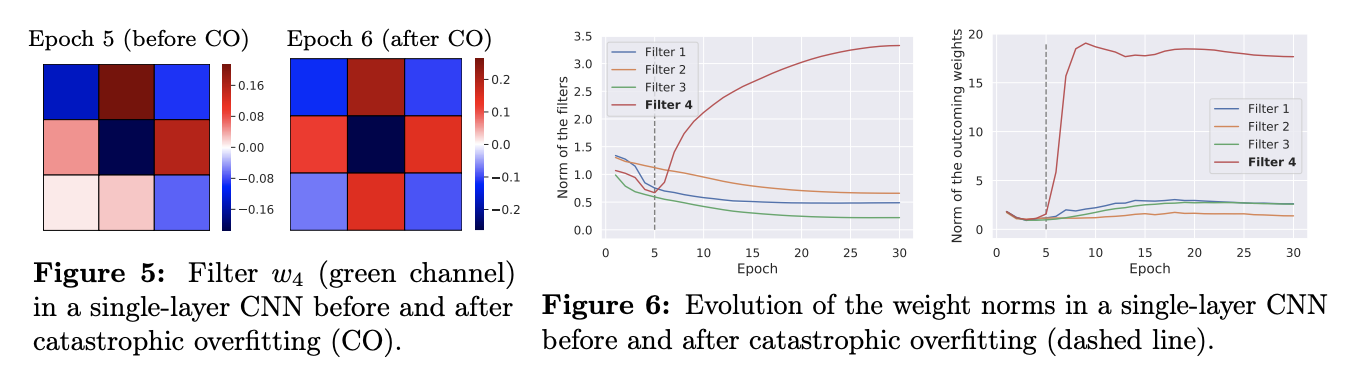 Epoch 5 (before CO)
0.16
0.08
0.00
−0.08
−0.16
Epoch 6 (after CO)
0.2
0.1
0.0
−0.1
−0.2
Figure 5: Filter w4 (green channel)
in a single-layer CNN before and after
catastrophic overfitting (CO).
Norm of the filters
3.5
3.0
2.5
2.0
1.5
1.0
0.5
0.0
Filter 1
Filter 2
Filter 3
Filter 4
0 5 10 15 20 25 30
Epoch
Norm of the outcoming weights
20
15
10
5
0
Filter 1
Filter 2
Filter 3
Filter 4
0 5 10 15 20 25 30
Epoch
Figure 6: Evolution of the weight norms in a single-layer CNN
before and after catastrophic overfitting (dashed line).